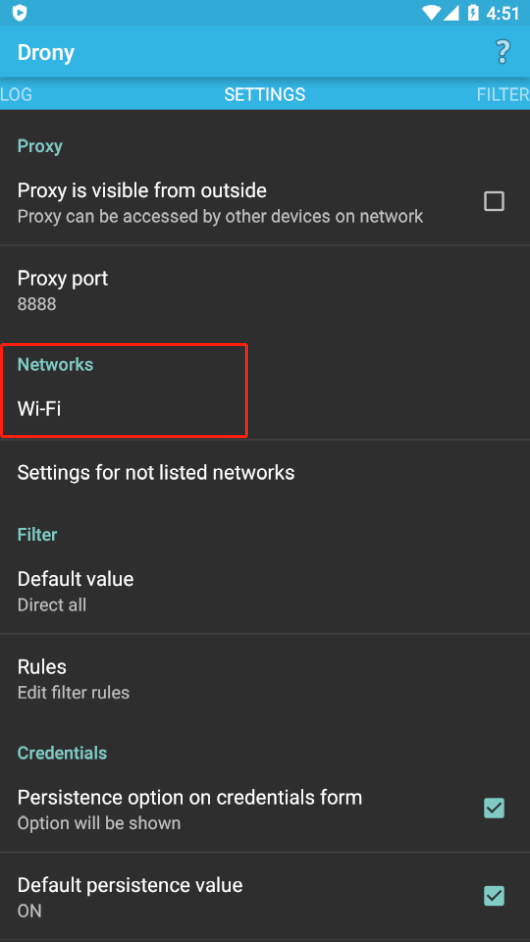 4:51
Drony
?
LOG SETTINGS FILTER
Proxy
Proxy is visible from outside
Proxy can be accessed by other devices on network
Proxy port
8888
Networks
Wi-Fi
Settings for not listed networks
Filter
Default value
Direct all
Rules
Edit filter rules
Credentials
Persistence option on credentials form
Option will be shown
Default persistence value
ON